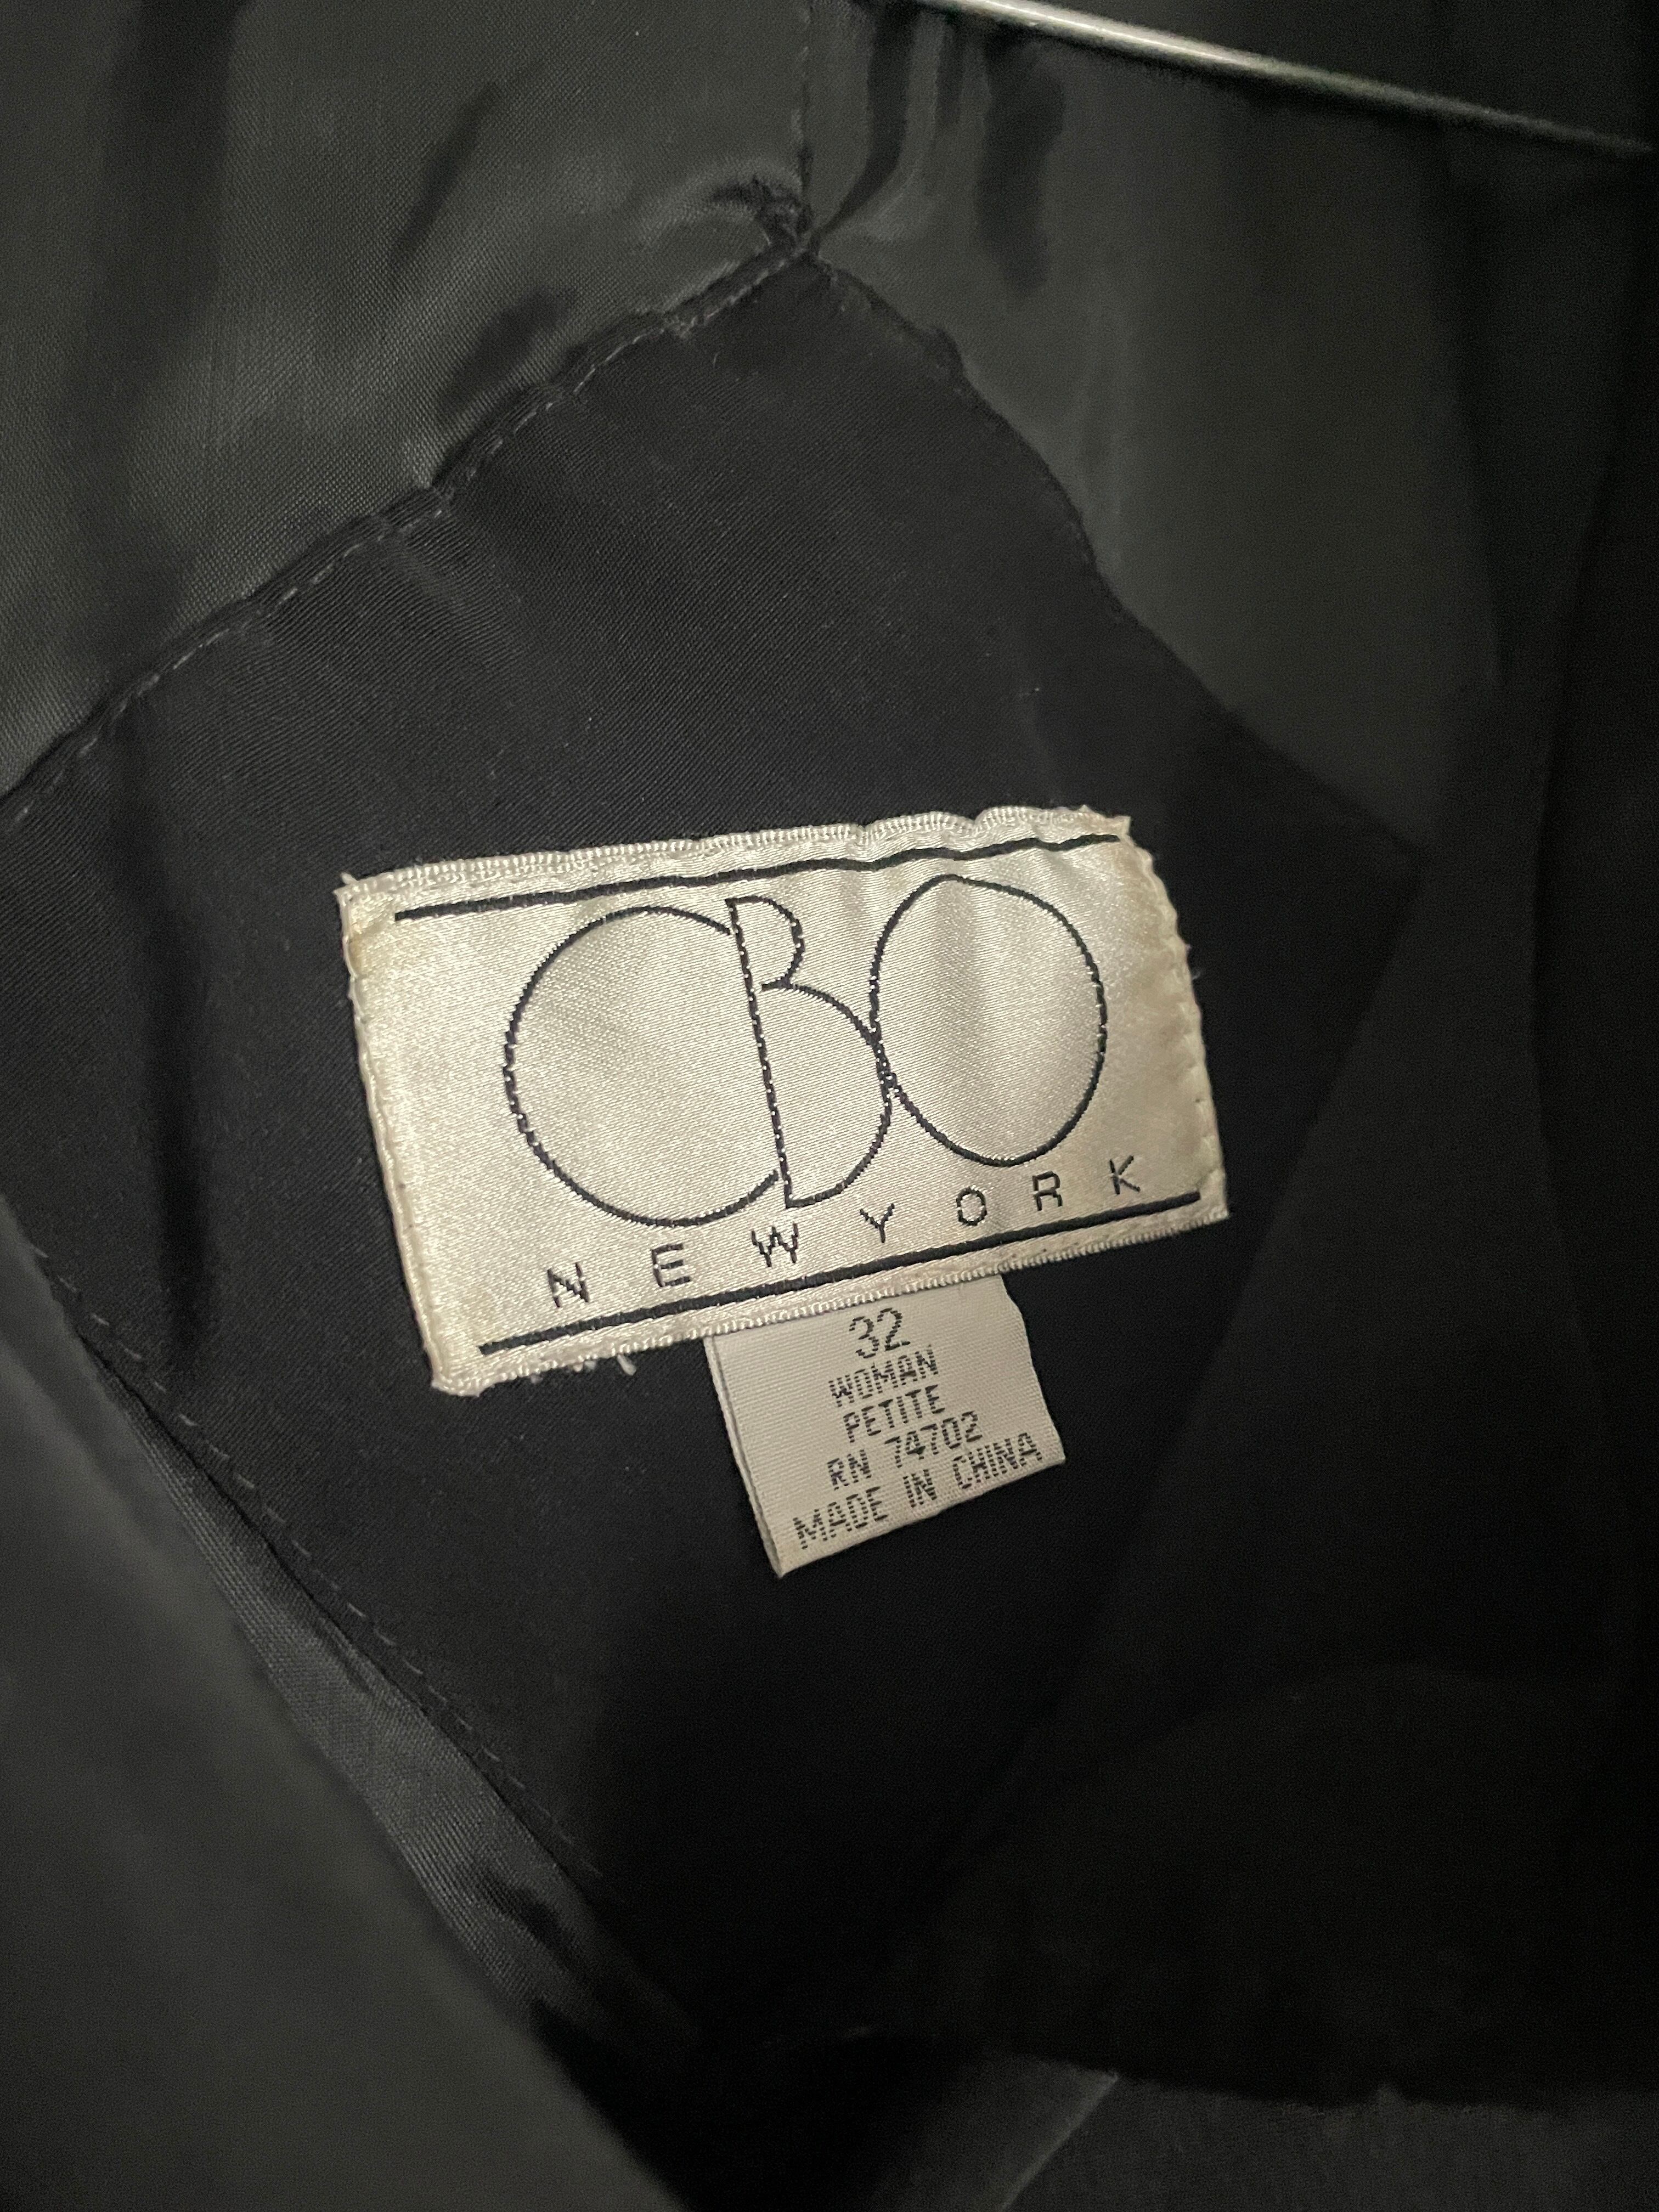 CBO
NEW YORK
32
WOMAN
PETITE
RN 74702
MADE IN CHINA